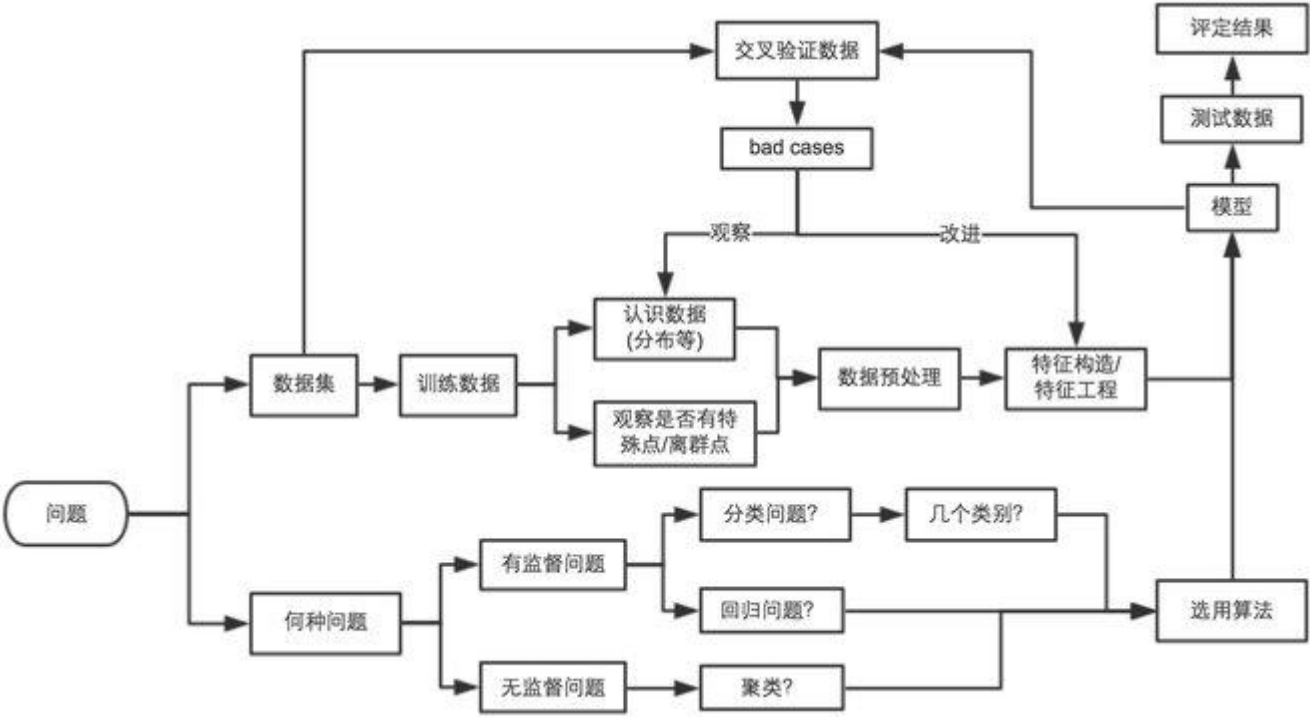 评定结果
交叉验证数据
测试数据
bad cases
模型
观察
改进
认识数据
(分布等)
数据集
训练数据
数据预处理
特征构造/
特征工程
观察是否有特
殊点/离群点
问题
分类问题?
几个类别?
有监督问题
何种问题
回归问题?
选用算法
无监督问题
聚类?